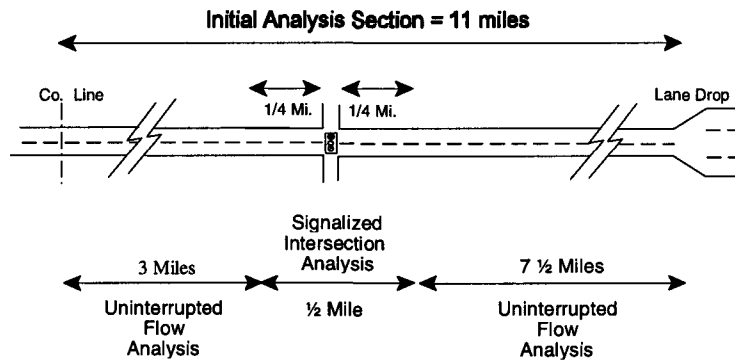 Initial Analysis Section = 11 miles
Co. Line
1/4 Mi.
1/4 Mi.
Lane Drop
Signalized
Intersection
Analysis
3 Miles
½ Mile
7 ½ Miles
Uninterrupted
Flow
Analysis
Uninterrupted
Flow
Analysis